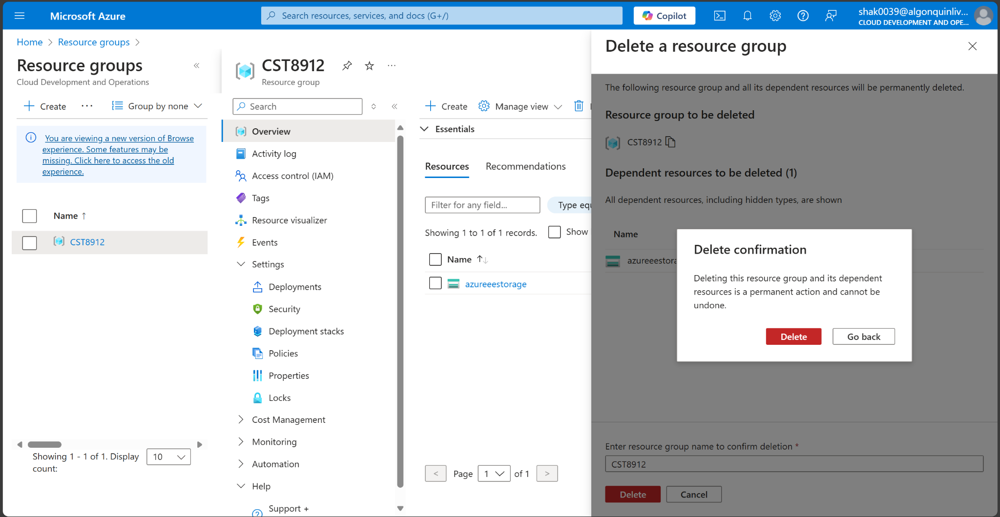 Microsoft Azure
Search resources, services, and docs (G+/)
Copilot
shak0039@algonquinliv...
CLOUD DEVELOPMENT AND OPE...
Home > Resource groups >
Resource groups
Cloud Development and Operations
Create
Group by none
You are viewing a new version of Browse
experience. Some features may be
missing. Click here to access the old
experience.
Name ↑
CST8912
Showing 1 - 1 of 1. Display
count:
10
CST8912
Resource group
Search
Overview
Activity log
Access control (IAM)
Tags
Resource visualizer
Events
Settings
Deployments
Security
Deployment stacks
Policies
Properties
Locks
Cost Management
Monitoring
Automation
Help
Support +
Create
Manage view
Essentials
Resources
Recommendations
Filter for any field...
Type equ
Showing 1 to 1 of 1 records.
Show
Name ↑↓
azureeestorage
< Page 1 of 1 >
Delete a resource group
The following resource group and all its dependent resources will be permanently deleted.
Resource group to be deleted
CST8912
Dependent resources to be deleted (1)
All dependent resources, including hidden types, are shown
Name
azureeestora
Delete confirmation
Deleting this resource group and its dependent
resources is a permanent action and cannot be
undone.
Delete
Go back
Enter resource group name to confirm deletion *
CST8912
Delete
Cancel